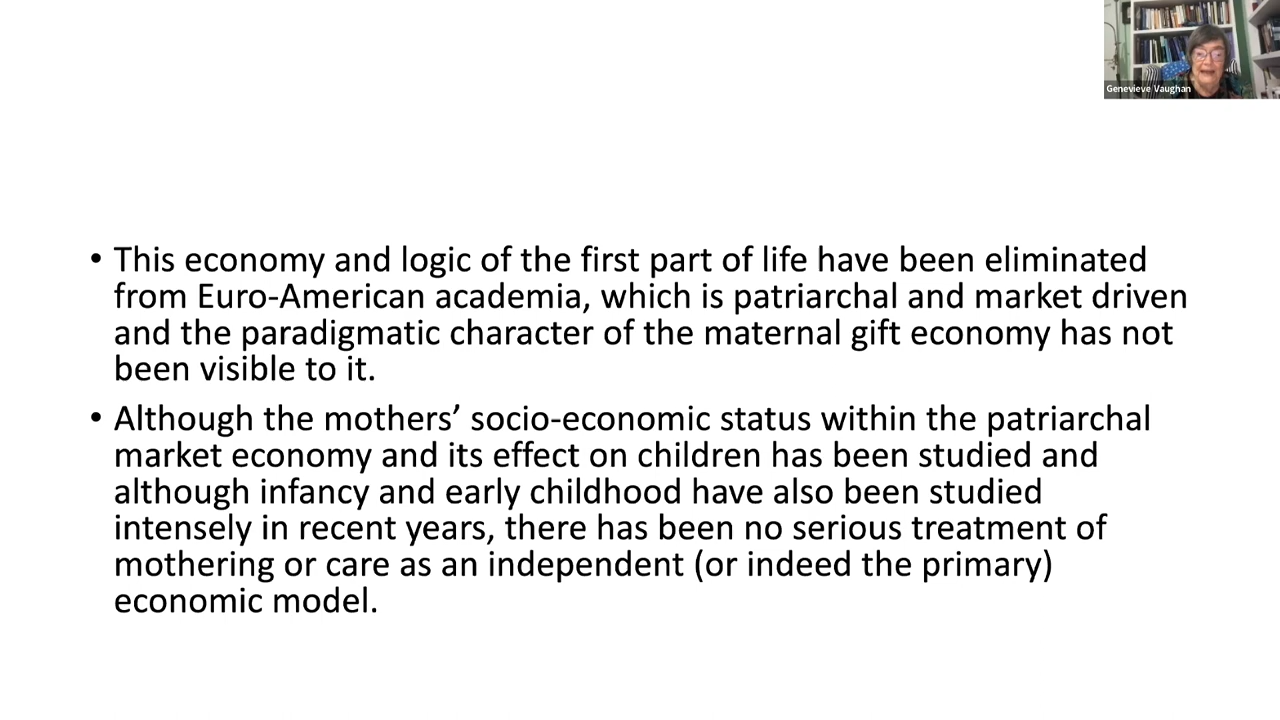 Genevieve Vaughan
• This economy and logic of the first part of life have been eliminated
from Euro-American academia, which is patriarchal and market driven
and the paradigmatic character of the maternal gift economy has not
been visible to it.
• Although the mothers’ socio-economic status within the patriarchal
market economy and its effect on children has been studied and
although infancy and early childhood have also been studied
intensely in recent years, there has been no serious treatment of
mothering or care as an independent (or indeed the primary)
economic model.